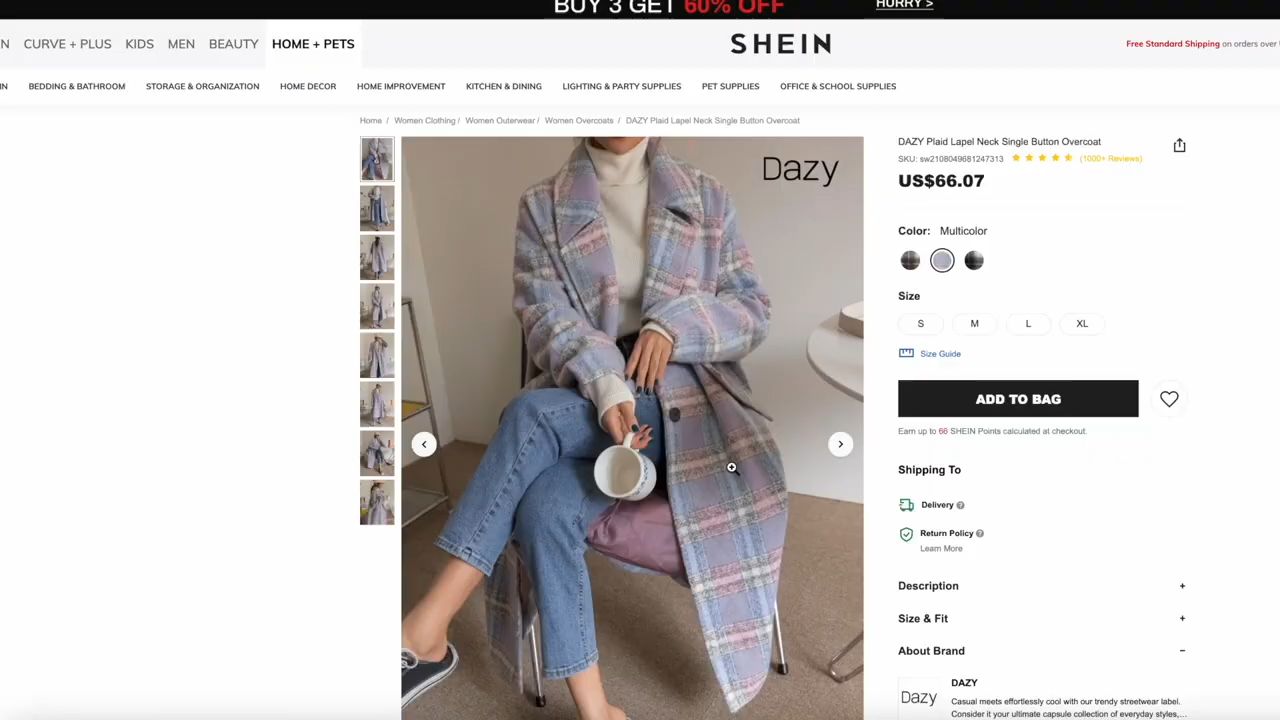 BUY 3 GET 60% OFF
HURRY >
N CURVE + PLUS KIDS MEN BEAUTY HOME + PETS
SHEIN
Free Standard Shipping on orders over
IN BEDDING & BATHROOM STORAGE & ORGANIZATION HOME DECOR HOME IMPROVEMENT KITCHEN & DINING LIGHTING & PARTY SUPPLIES PET SUPPLIES OFFICE & SCHOOL SUPPLIES
Home / Women Clothing / Women Outerwear / Women Overcoats / DAZY Plaid Lapel Neck Single Button Overcoat
Dazy
DAZY Plaid Lapel Neck Single Button Overcoat
SKU: sw2108049681247313 (1000+ Reviews)
US$66.07
Color: Multicolor
Size
S M L XL
Size Guide
ADD TO BAG
Earn up to 66 SHEIN Points calculated at checkout.
Shipping To
Delivery ?
Return Policy ?
Learn More
Description +
Size & Fit +
About Brand −
Dazy
DAZY
Casual meets effortlessly cool with our trendy streetwear label.
Consider it your ultimate capsule collection of everyday styles,...